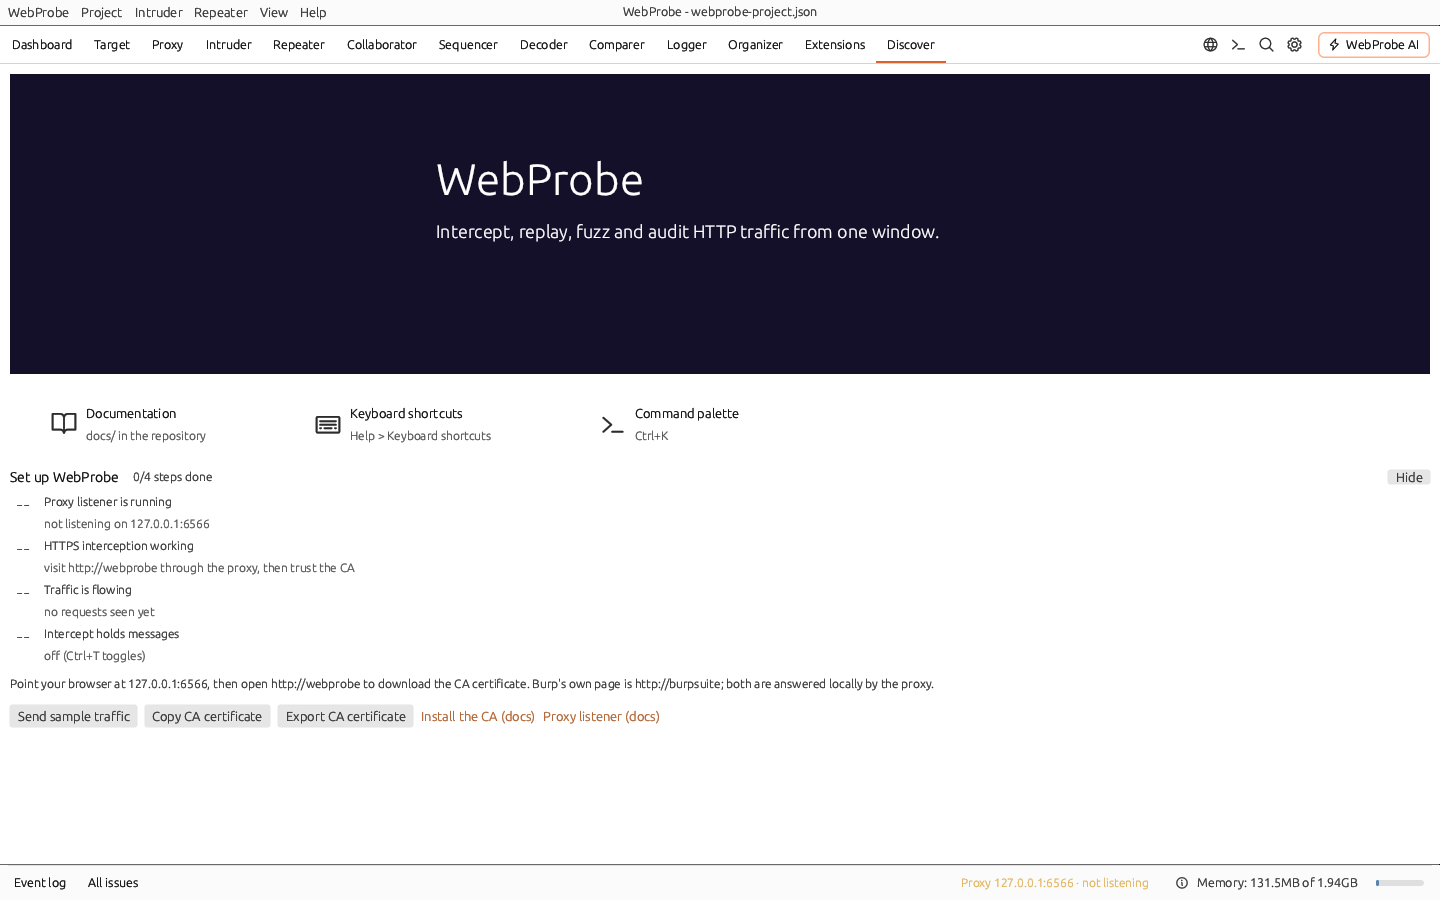 WebProbe Project Intruder Repeater View Help
WebProbe - webprobe-project.json
Dashboard Target Proxy Intruder Repeater Collaborator Sequencer Decoder Comparer Logger Organizer Extensions Discover
WebProbe AI
WebProbe
Intercept, replay, fuzz and audit HTTP traffic from one window.
Documentation
docs/ in the repository
Keyboard shortcuts
Help > Keyboard shortcuts
Command palette
Ctrl+K
Set up WebProbe 0/4 steps done
Hide
-- Proxy listener is running
not listening on 127.0.0.1:6566
-- HTTPS interception working
visit http://webprobe through the proxy, then trust the CA
-- Traffic is flowing
no requests seen yet
-- Intercept holds messages
off (Ctrl+T toggles)
Point your browser at 127.0.0.1:6566, then open http://webprobe to download the CA certificate. Burp's own page is http://burpsuite; both are answered locally by the proxy.
Send sample traffic Copy CA certificate Export CA certificate Install the CA (docs) Proxy listener (docs)
Event log All issues
Proxy 127.0.0.1:6566 · not listening
Memory: 131.5MB of 1.94GB